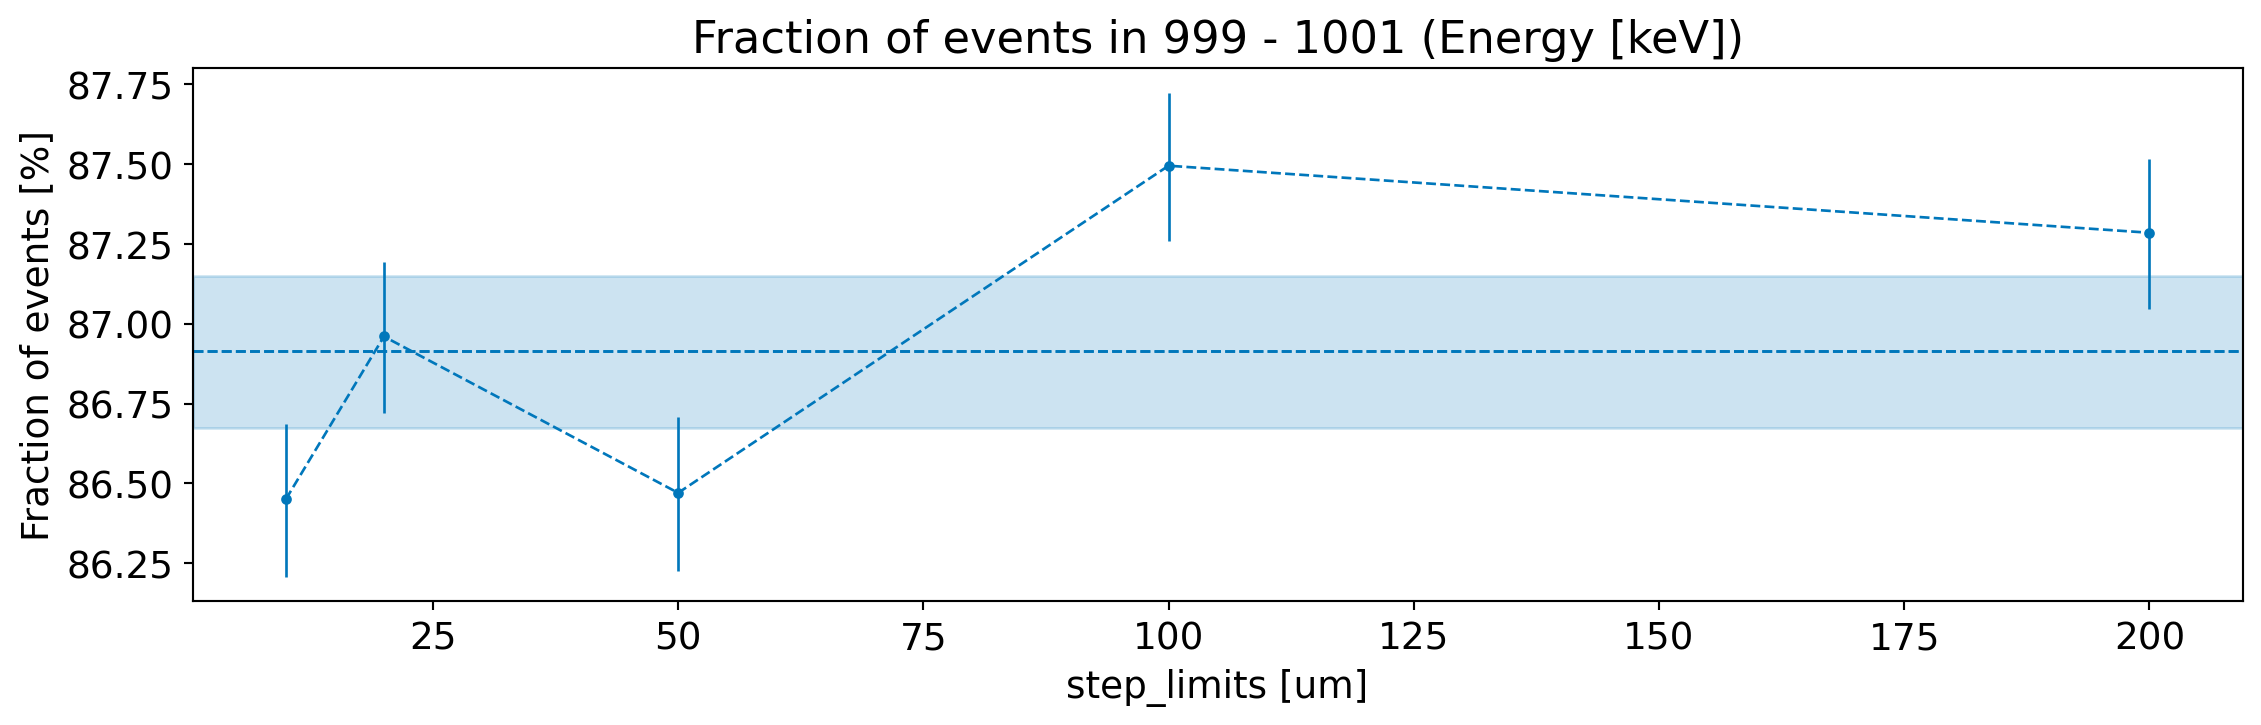 Fraction of events in 999 - 1001 (Energy [keV])
Fraction of events [%]
87.75
87.50
87.25
87.00
86.75
86.50
86.25
25 50 75 100 125 150 175 200
step_limits [um]